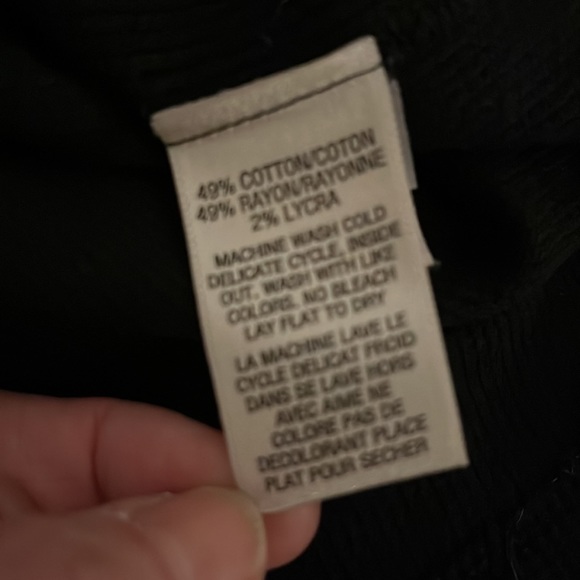 49% COTTON/COTON
49% RAYON/RAYONNE
2% LYCRA
MACHINE WASH COLD
DELICATE CYCLE, INSIDE
OUT. WASH WITH LIKE
COLORS. NO BLEACH
LAY FLAT TO DRY
LA MACHINE LAVE LE
CYCLE DELICAT FROID
DANS SE LAVE HORS
AVEC AIME NE
COLORE PAS DE
DECOLORANT PLACE
PLAT POUR SECHER